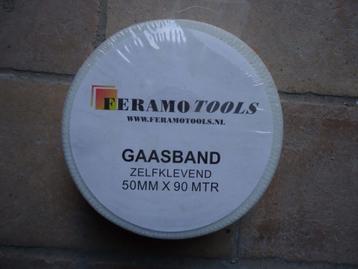 FERAMO TOOLS
WWW.FERAMOTOOLS.NL
GAASBAND
ZELFKLEVEND
50MM X 90 MTR